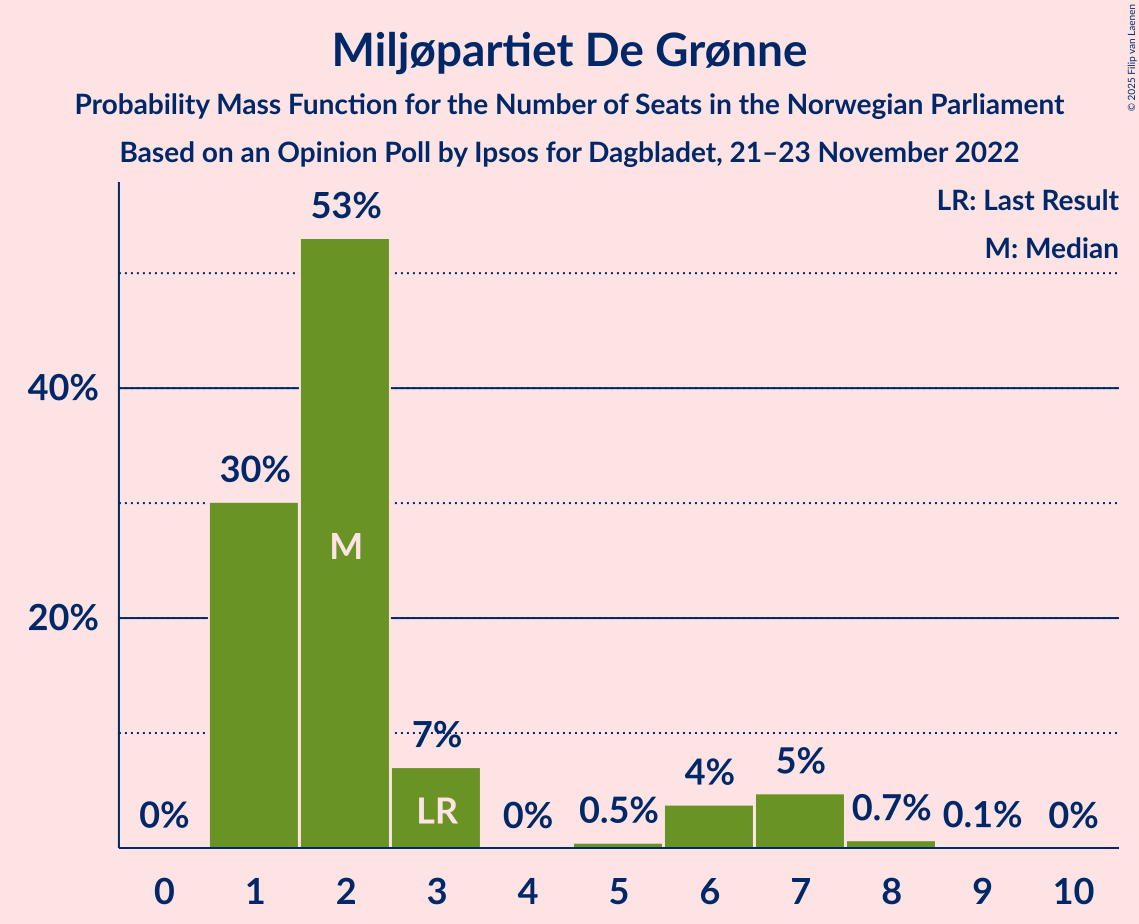 Miljøpartiet De Grønne
Probability Mass Function for the Number of Seats in the Norwegian Parliament
Based on an Opinion Poll by Ipsos for Dagbladet, 21–23 November 2022
© 2025 Filip van Laenen
LR: Last Result
M: Median
53%
40%
30%
M
20%
7%
4%
5%
LR
0%
0%
0.5%
0.7%
0.1%
0%
0 1 2 3 4 5 6 7 8 9 10